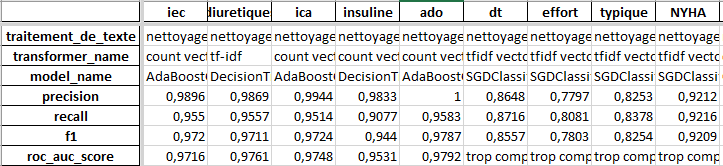 iec diuretiques ica insuline ado dt effort typique NYHA
traitement_de_texte nettoyage nettoyage nettoyage nettoyage nettoyage nettoyage nettoyage nettoyage nettoyage
transformer_name count vect tf-idf count vect count vect count vect tfidf vecto tfidf vecto tfidf vecto tfidf vecto
model_name AdaBoost DecisionT AdaBoost DecisionT AdaBoost SGDClassi SGDClassi SGDClassi SGDClassi
precision 0,9896 0,9869 0,9944 0,9833 1 0,8648 0,7797 0,8253 0,9212
recall 0,955 0,9557 0,9514 0,9077 0,9583 0,8716 0,8081 0,8378 0,9216
f1 0,972 0,9711 0,9724 0,944 0,9787 0,8557 0,7803 0,8254 0,9209
roc_auc_score 0,9716 0,9761 0,9748 0,9531 0,9792 trop comp trop comp trop comp trop comp